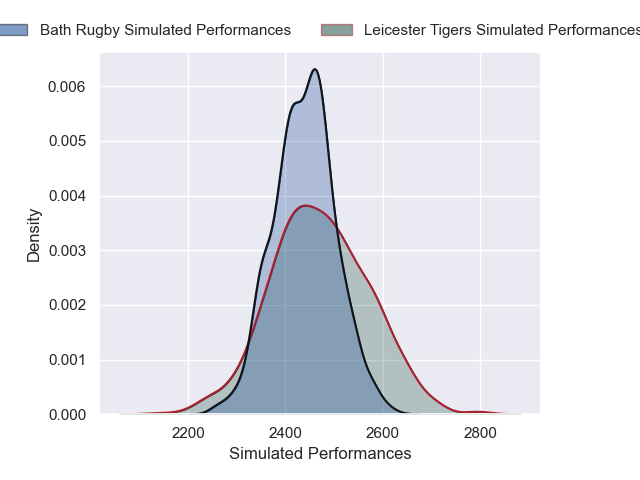 Bath Rugby Simulated Performances Leicester Tigers Simulated Performances
0.006
0.005
0.004
0.003
0.002
0.001
0.000
Density
2200 2400 2600 2800
Simulated Performances